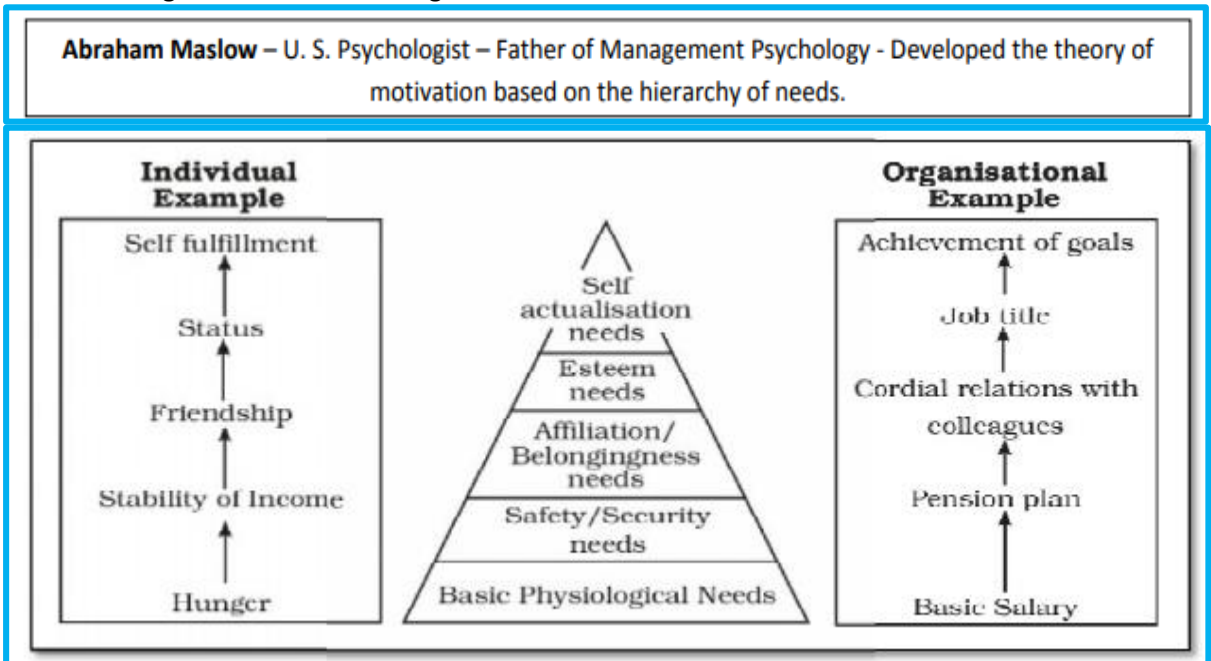 Abraham Maslow – U. S. Psychologist – Father of Management Psychology - Developed the theory of
motivation based on the hierarchy of needs.
Individual
Example
Self fulfillment
Status
Friendship
Stability of Income
Hunger
Self
actualisation
needs
Esteem
needs
Affiliation/
Belongingness
needs
Safety/Security
needs
Basic Physiological Needs
Organisational
Example
Achievement of goals
Job title
Cordial relations with
colleagues
Pension plan
Basic Salary